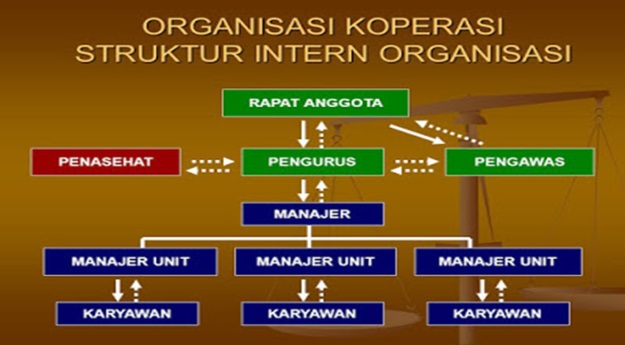 ORGANISASI KOPERASI
STRUKTUR INTERN ORGANISASI
RAPAT ANGGOTA
PENASEHAT
PENGURUS
PENGAWAS
MANAJER
MANAJER UNIT
MANAJER UNIT
MANAJER UNIT
KARYAWAN
KARYAWAN
KARYAWAN